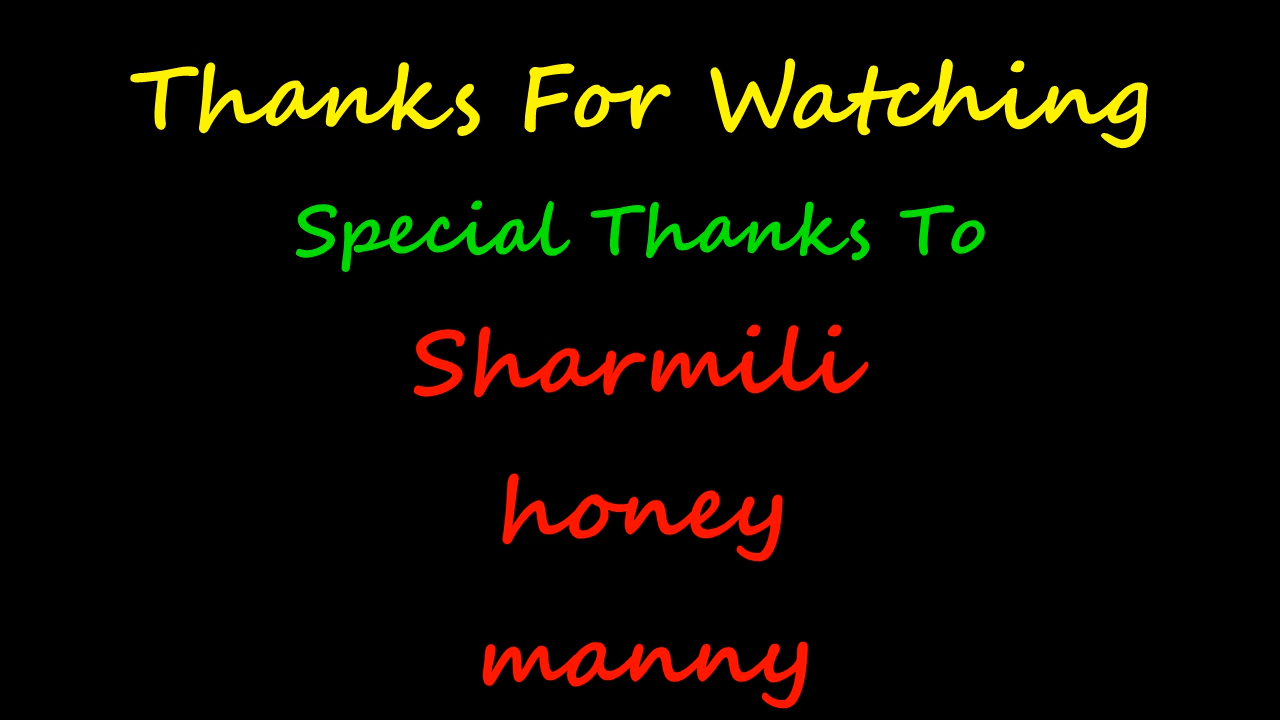 Thanks For Watching
Special Thanks To
Sharmili
honey
manny